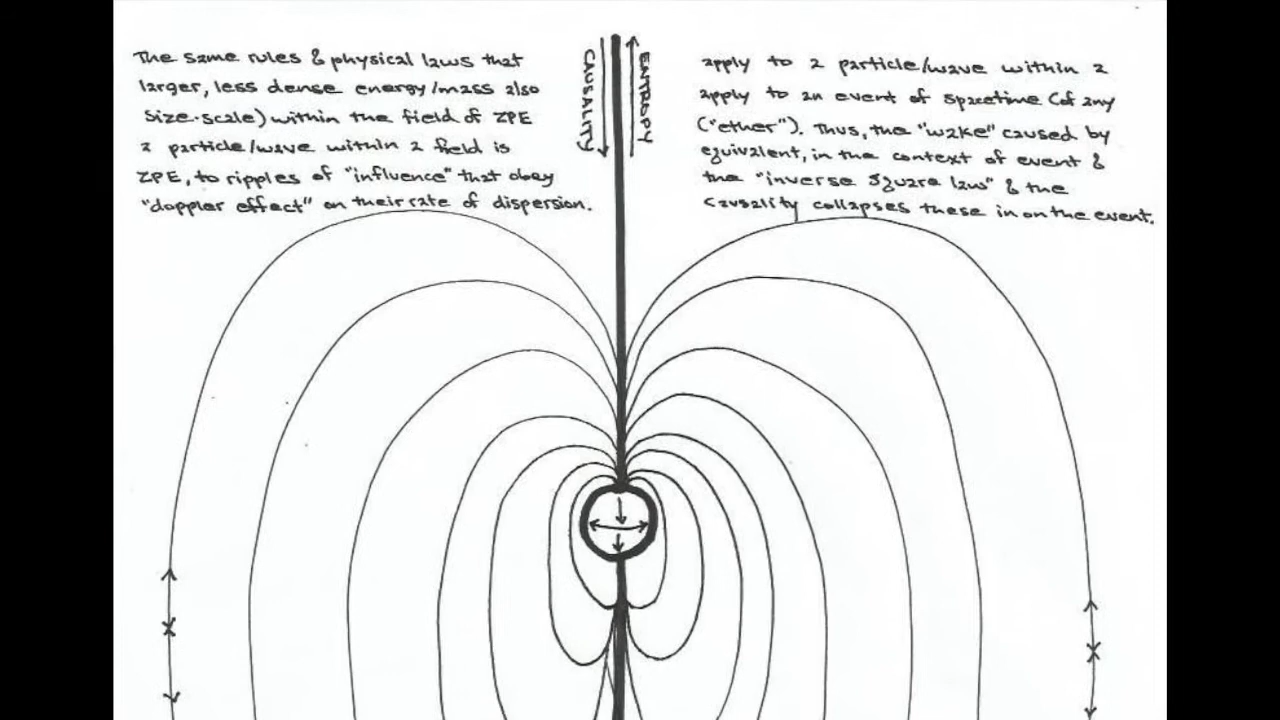 The same rules & physical laws that apply to a particle/wave within a
larger, less dense energy/mass also apply to an event of spacetime (of any
size-scale) within the field of ZPE ("ether"). Thus, the "wake" caused by
a particle/wave within a field is equivalent, in the context of event &
ZPE, to ripples of "influence" that obey the "inverse square laws" & the
"doppler effect" on their rate of dispersion. Causality collapses these in on the event.
CAUSALITY
ENTROPY